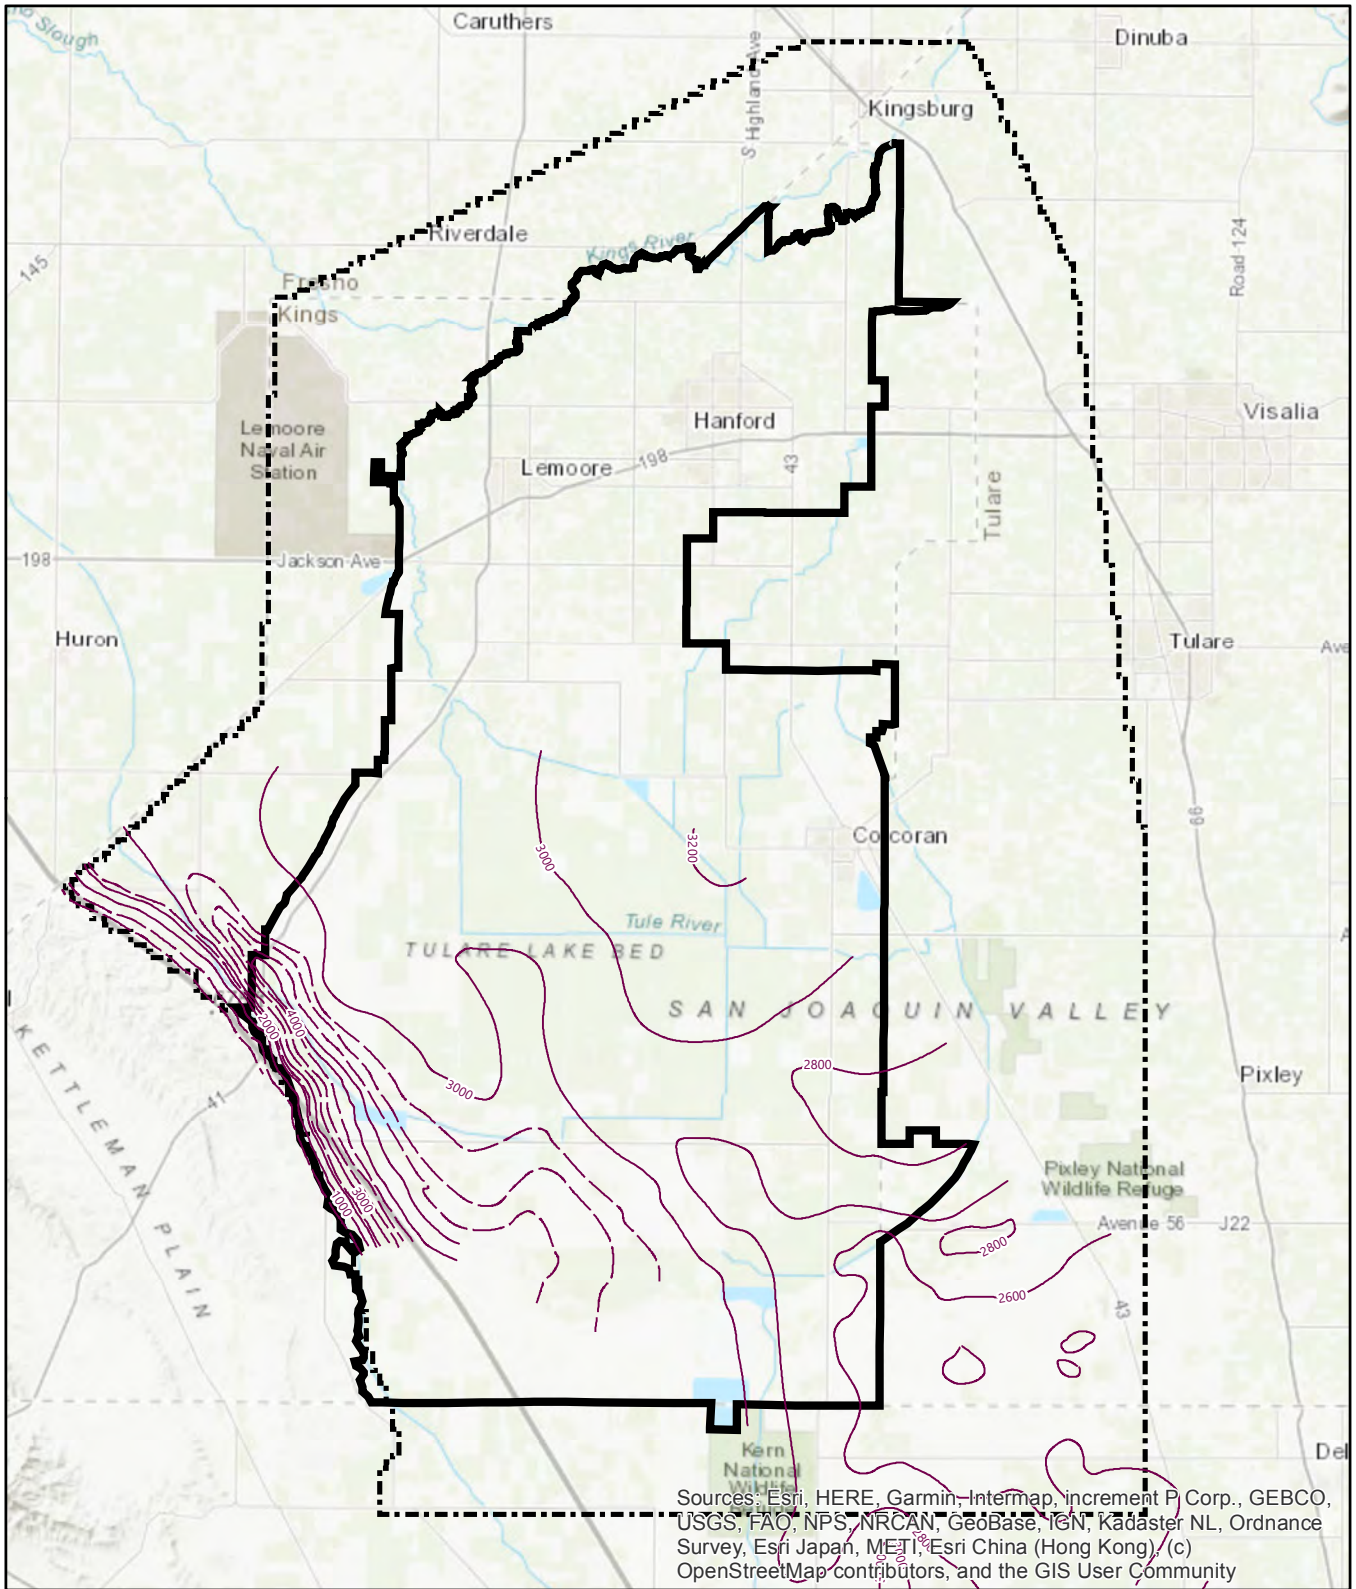 Caruthers
Dinuba
Slough
S Highland Ave
Kingsburg
Riverdale
Kings River
145
Fresno
Kings
Road 124
Lemoore
Naval Air
Station
Hanford
Visalia
Lemoore
198
43
Tulare
198
Jackson Ave
Huron
Tulare
Ave
99
3000
3200
Corcoran
Tule River
TULARE LAKE BED
SAN JOAQUIN VALLEY
2000
4000
KETTLEMAN PLAIN
41
3000
2800
Pixley
1000
3000
Pixley National
Wildlife Refuge
Avenue 56
J22
2800
2600
43
Kern
National
Wildlife
Refuge
Del
Sources: Esri, HERE, Garmin, Intermap, increment P Corp., GEBCO,
USGS, FAO, NPS, NRCAN, GeoBase, IGN, Kadaster NL, Ordnance
Survey, Esri Japan, METI, Esri China (Hong Kong), (c)
OpenStreetMap contributors, and the GIS User Community
2800